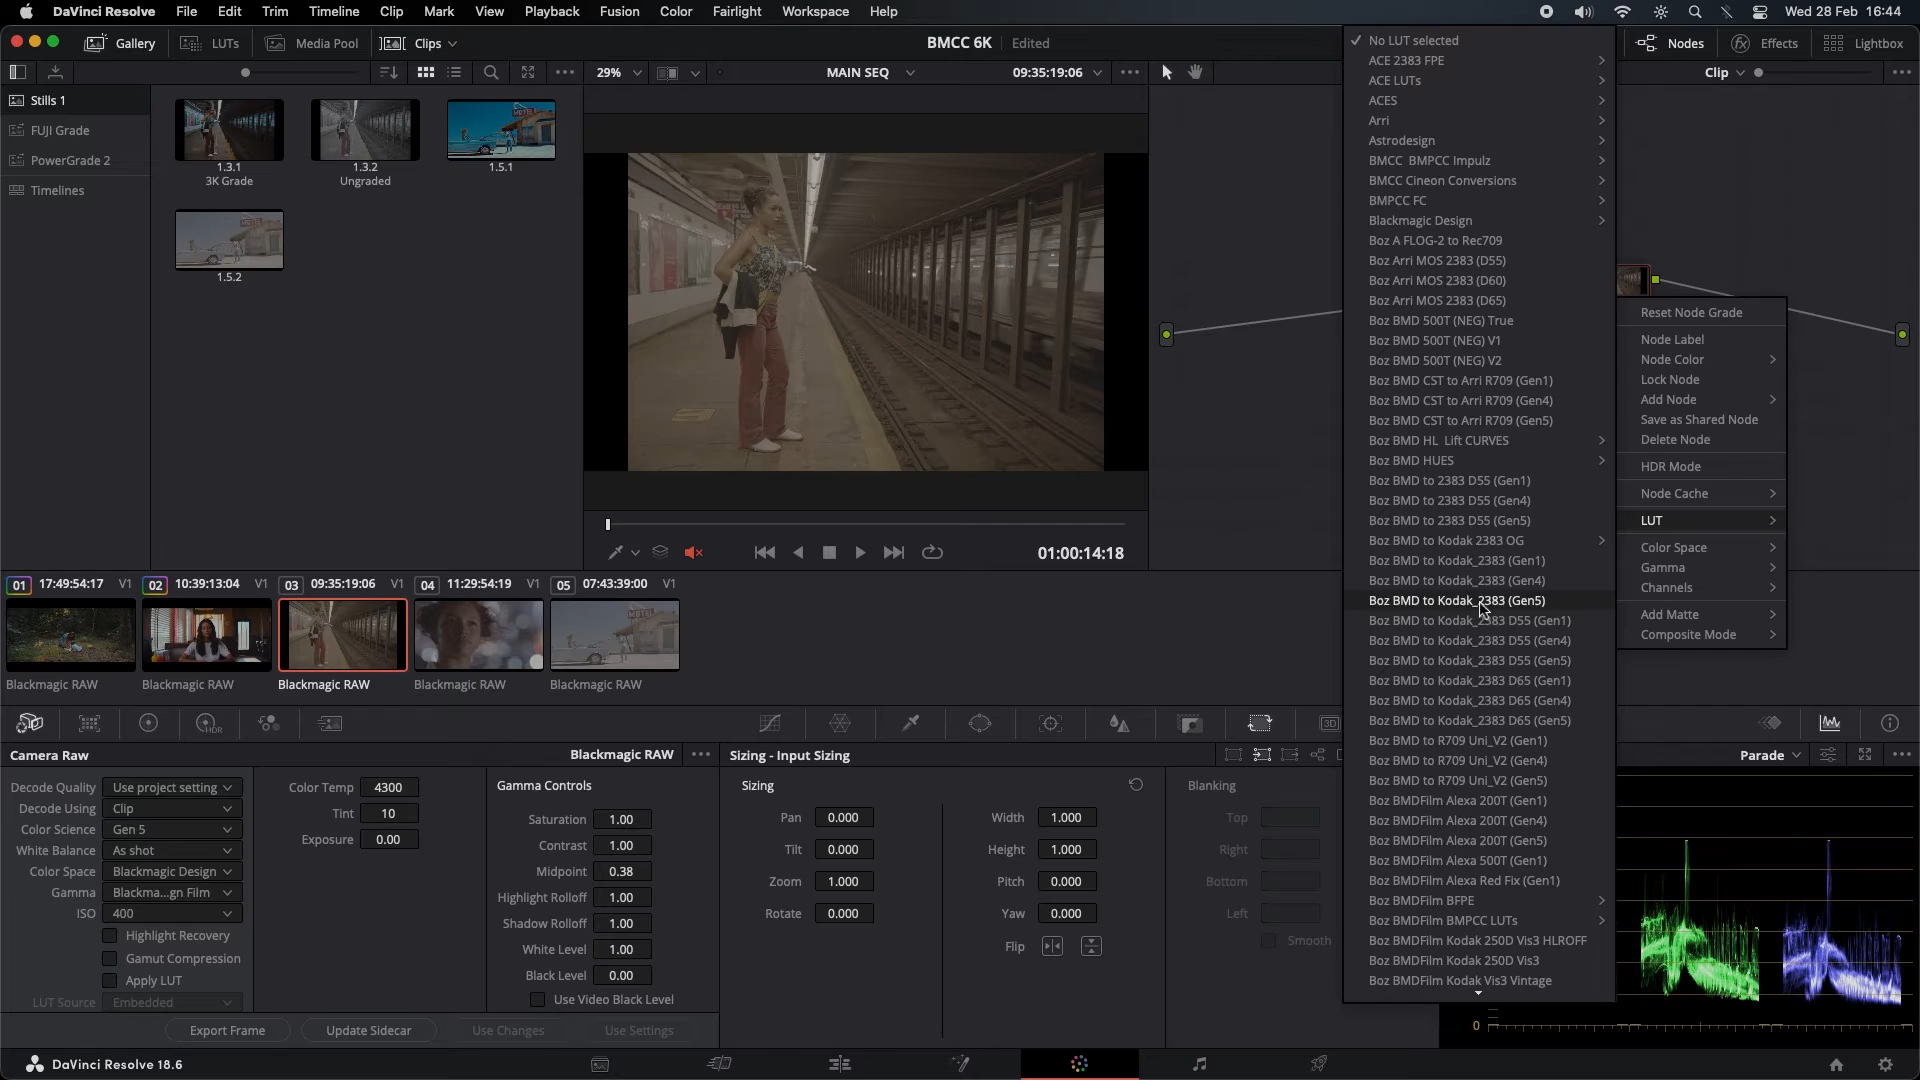 DaVinci Resolve File Edit Trim Timeline Clip Mark View Playback Fusion Color Fairlight Workspace Help Wed 28 Feb 16:44
Gallery LUTs Media Pool Clips BMCC 6K Edited Nodes Effects Lightbox
29% MAIN SEQ 09:35:19:06 Clip
Stills 1
FUJI Grade
PowerGrade 2
Timelines
1.3.1
3K Grade
1.3.2
Ungraded
1.5.1
1.5.2
MOTEL
01:00:14:18
No LUT selected
ACE 2383 FPE
ACE LUTs
ACES
Arri
Astrodesign
BMCC BMPCC Impulz
BMCC Cineon Conversions
BMPCC FC
Blackmagic Design
Boz A FLOG-2 to Rec709
Boz Arri MOS 2383 (D55)
Boz Arri MOS 2383 (D60)
Boz Arri MOS 2383 (D65)
Boz BMD 500T (NEG) True
Boz BMD 500T (NEG) V1
Boz BMD 500T (NEG) V2
Boz BMD CST to Arri R709 (Gen1)
Boz BMD CST to Arri R709 (Gen4)
Boz BMD CST to Arri R709 (Gen5)
Boz BMD HL Lift CURVES
Boz BMD HUES
Boz BMD to 2383 D55 (Gen1)
Boz BMD to 2383 D55 (Gen4)
Boz BMD to 2383 D55 (Gen5)
Boz BMD to Kodak 2383 OG
Boz BMD to Kodak_2383 (Gen1)
Boz BMD to Kodak_2383 (Gen4)
Boz BMD to Kodak_2383 (Gen5)
Boz BMD to Kodak_2383 D55 (Gen1)
Boz BMD to Kodak_2383 D55 (Gen4)
Boz BMD to Kodak_2383 D55 (Gen5)
Boz BMD to Kodak_2383 D65 (Gen1)
Boz BMD to Kodak_2383 D65 (Gen4)
Boz BMD to Kodak_2383 D65 (Gen5)
Boz BMD to R709 Uni_V2 (Gen1)
Boz BMD to R709 Uni_V2 (Gen4)
Boz BMD to R709 Uni_V2 (Gen5)
Boz BMDFilm Alexa 200T (Gen1)
Boz BMDFilm Alexa 200T (Gen4)
Boz BMDFilm Alexa 200T (Gen5)
Boz BMDFilm Alexa 500T (Gen1)
Boz BMDFilm Alexa Red Fix (Gen1)
Boz BMDFilm BFPE
Boz BMDFilm BMPCC LUTs
Boz BMDFilm Kodak 250D Vis3 HLROFF
Boz BMDFilm Kodak 250D Vis3
Boz BMDFilm Kodak Vis3 Vintage
Reset Node Grade
Node Label
Node Color
Lock Node
Add Node
Save as Shared Node
Delete Node
HDR Mode
Node Cache
LUT
Color Space
Gamma
Channels
Add Matte
Composite Mode
01 17:49:54:17 V1 02 10:39:13:04 V1 03 09:35:19:06 V1 04 11:29:54:19 V1 05 07:43:39:00 V1
Blackmagic RAW Blackmagic RAW Blackmagic RAW Blackmagic RAW Blackmagic RAW
HDR 3D
Camera Raw Blackmagic RAW
Decode Quality Use project setting
Decode Using Clip
Color Science Gen 5
White Balance As shot
Color Space Blackmagic Design
Gamma Blackma...gn Film
ISO 400
Highlight Recovery
Gamut Compression
Apply LUT
LUT Source Embedded
Color Temp 4300
Tint 10
Exposure 0.00
Gamma Controls
Saturation 1.00
Contrast 1.00
Midpoint 0.38
Highlight Rolloff 1.00
Shadow Rolloff 1.00
White Level 1.00
Black Level 0.00
Use Video Black Level
Export Frame Update Sidecar Use Changes Use Settings
Sizing - Input Sizing
Sizing
Pan 0.000
Tilt 0.000
Zoom 1.000
Rotate 0.000
Width 1.000
Height 1.000
Pitch 0.000
Yaw 0.000
Flip
Blanking
Top
Right
Bottom
Left
Smooth
Parade
0
DaVinci Resolve 18.6